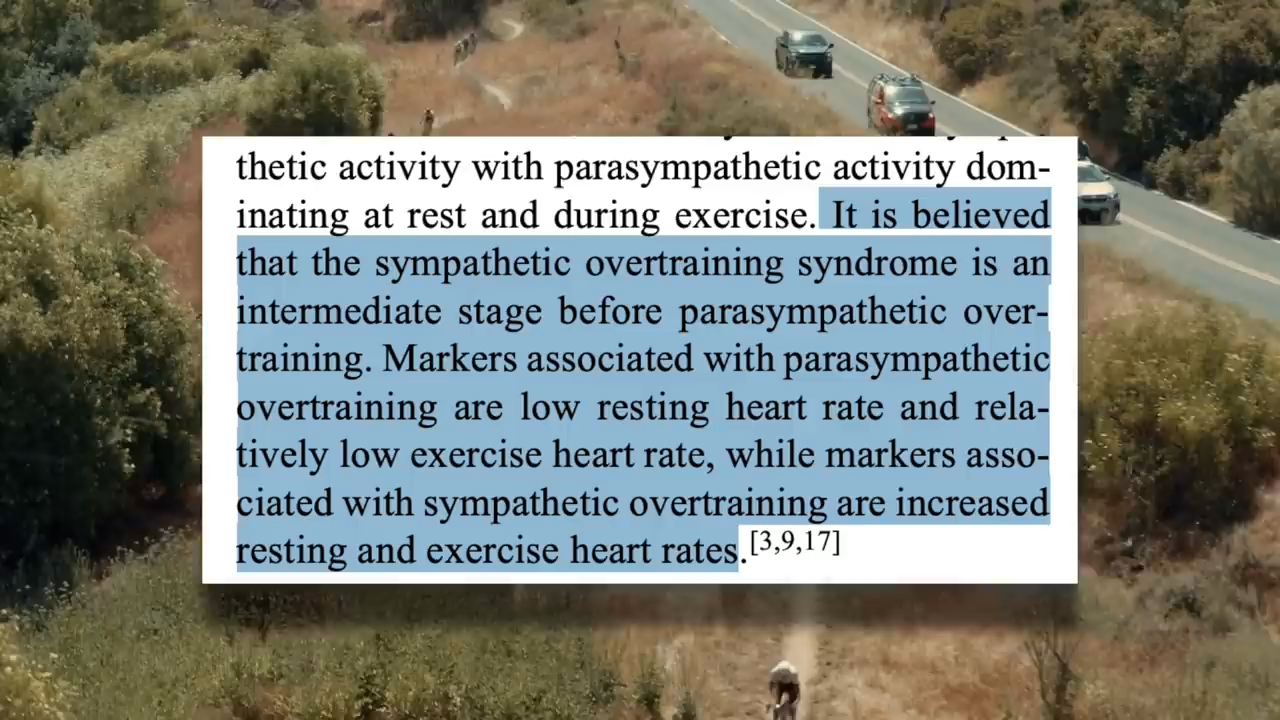 thetic activity with parasympathetic activity dom-
inating at rest and during exercise. It is believed
that the sympathetic overtraining syndrome is an
intermediate stage before parasympathetic over-
training. Markers associated with parasympathetic
overtraining are low resting heart rate and rela-
tively low exercise heart rate, while markers asso-
ciated with sympathetic overtraining are increased
resting and exercise heart rates.[3,9,17]